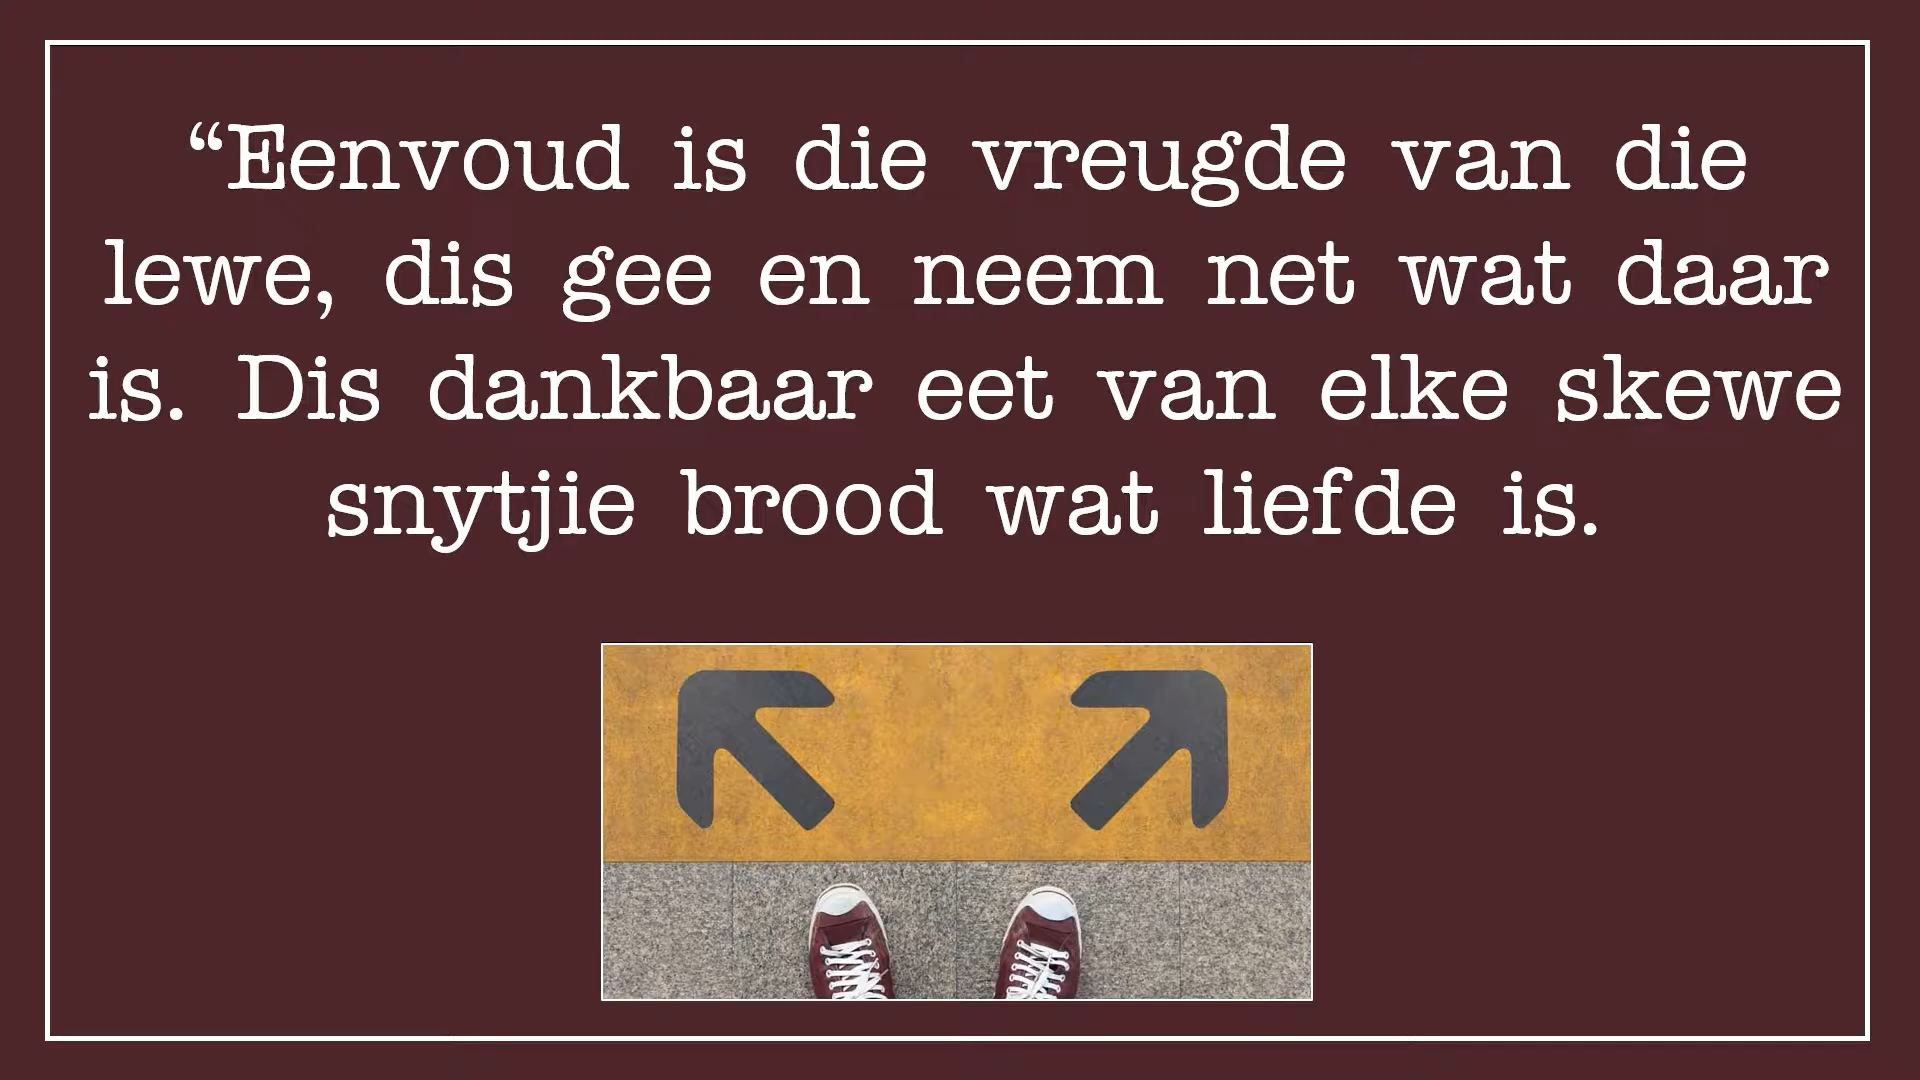 “Eenvoud is die vreugde van die
lewe, dis gee en neem net wat daar
is. Dis dankbaar eet van elke skewe
snytjie brood wat liefde is.